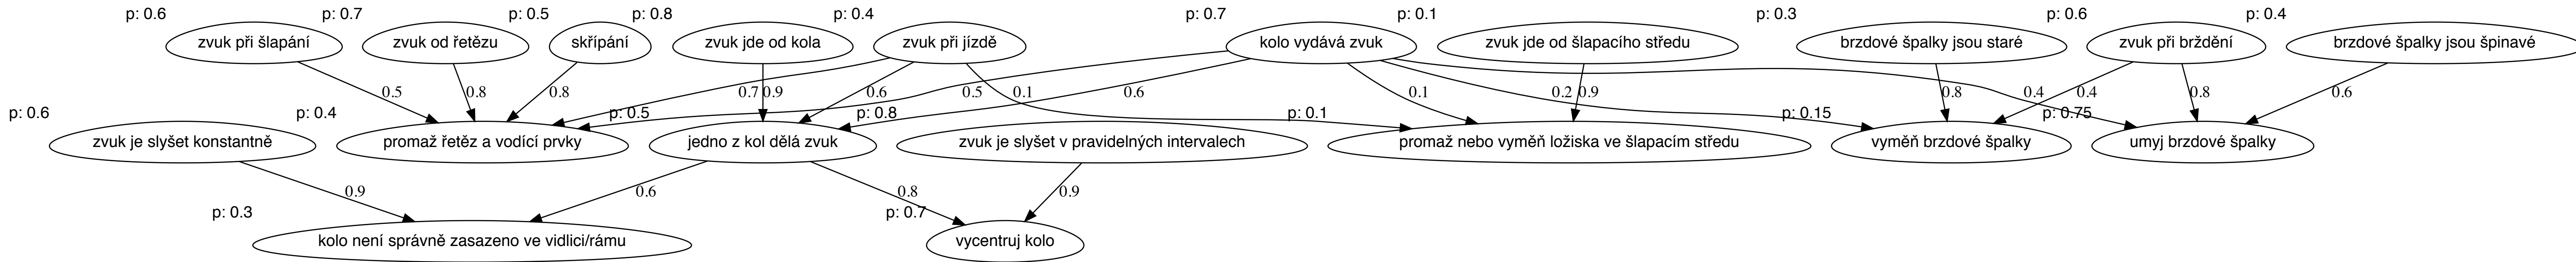 p: 0.6
p: 0.7
p: 0.5
p: 0.8
p: 0.4
p: 0.7
p: 0.1
p: 0.3
p: 0.6
p: 0.4
zvuk při šlapání
zvuk od řetězu
skřípání
zvuk jde od kola
zvuk při jízdě
kolo vydává zvuk
zvuk jde od šlapacího středu
brzdové špalky jsou staré
zvuk při brždění
brzdové špalky jsou špinavé
0.5
0.8
0.8
0.7
0.9
0.6
0.5
0.1
0.6
0.1
0.2
0.9
0.8
0.4
0.4
0.8
0.6
p: 0.6
p: 0.4
p: 0.5
p: 0.8
p: 0.1
p: 0.15
p: 0.75
zvuk je slyšet konstantně
promaž řetěz a vodící prvky
jedno z kol dělá zvuk
zvuk je slyšet v pravidelných intervalech
promaž nebo vyměň ložiska ve šlapacím středu
vyměň brzdové špalky
umyj brzdové špalky
0.9
0.6
0.8
0.9
p: 0.3
p: 0.7
kolo není správně zasazeno ve vidlici/rámu
vycentruj kolo